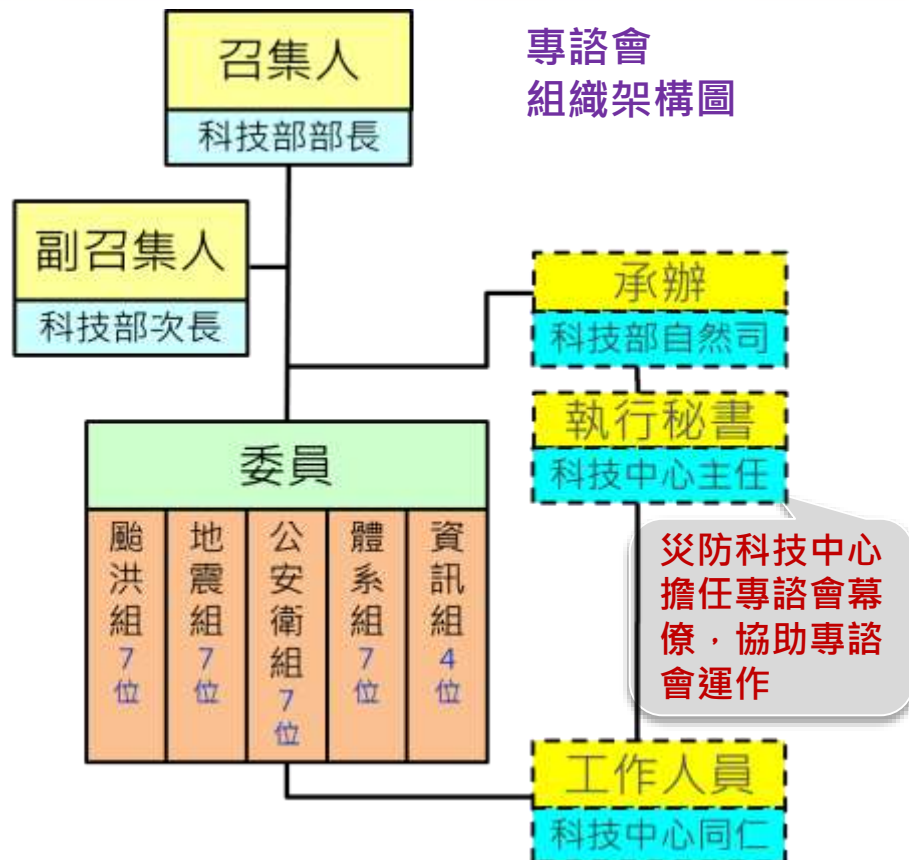 專諮會
組織架構圖
召集人
科技部部長
副召集人
科技部次長
承辦
科技部自然司
執行秘書
科技中心主任
災防科技中心
擔任專諮會幕
僚，協助專諮
會運作
委員
颱洪組7位
地震組7位
公安衛組7位
體系組7位
資訊組4位
工作人員
科技中心同仁